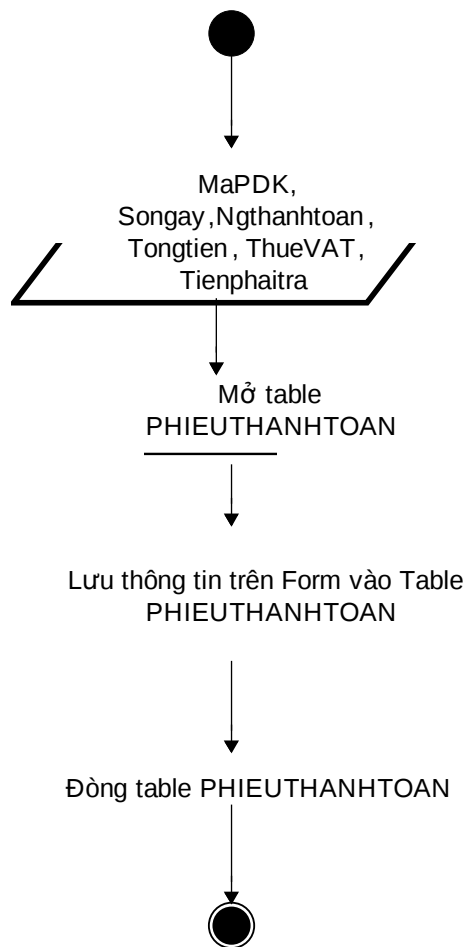 MaPDK,
Songay,Ngthanhtoan,
Tongtien, ThueVAT,
Tienphaitra
Mở table
PHIEUTHANHTOAN
Lưu thông tin trên Form vào Table
PHIEUTHANHTOAN
Đòng table PHIEUTHANHTOAN